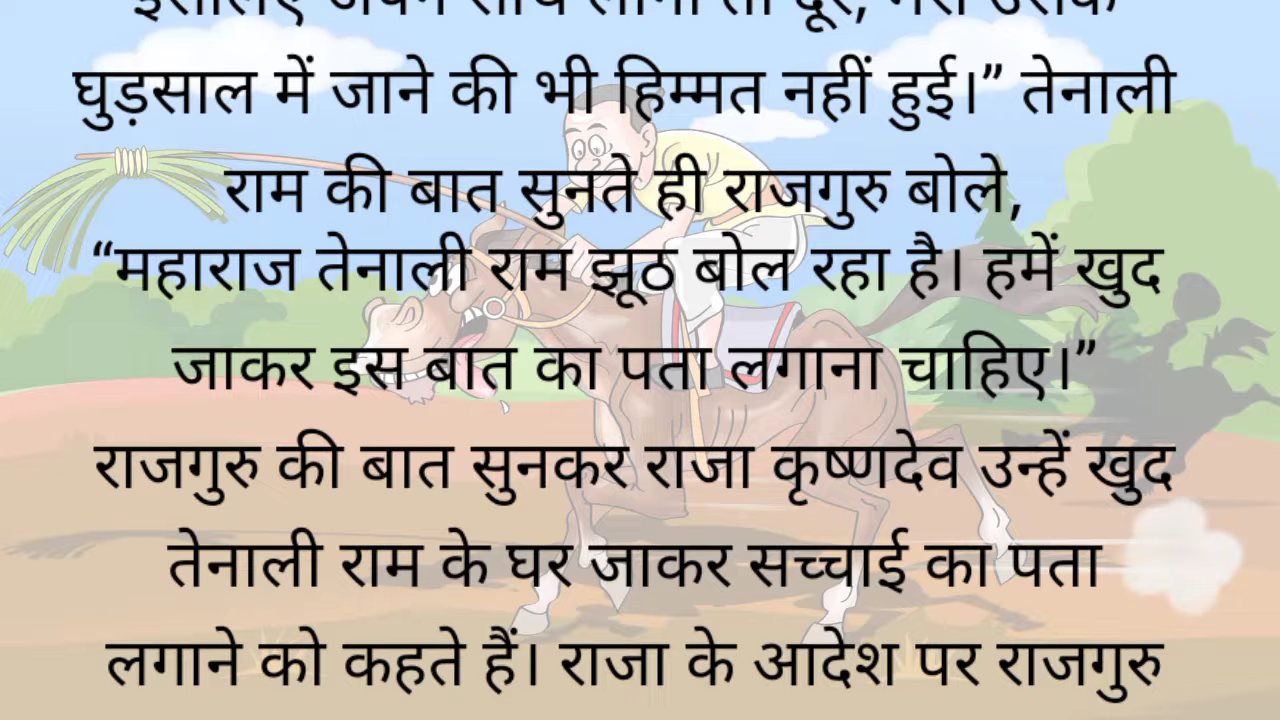 घुड़साल में जाने की भी हिम्मत नहीं हुई।” तेनाली
राम की बात सुनते ही राजगुरु बोले,
“महाराज तेनाली राम झूठ बोल रहा है। हमें खुद
जाकर इस बात का पता लगाना चाहिए।”
राजगुरु की बात सुनकर राजा कृष्णदेव उन्हें खुद
तेनाली राम के घर जाकर सच्चाई का पता
लगाने को कहते हैं। राजा के आदेश पर राजगुरु